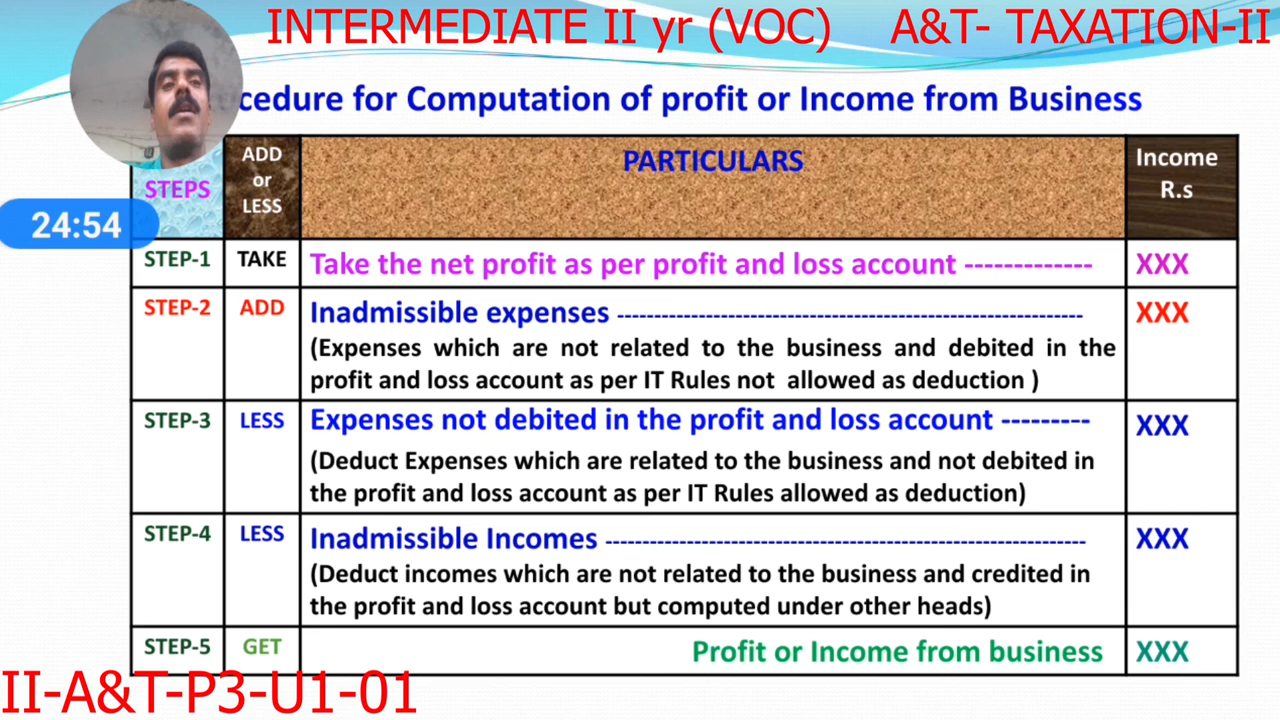 INTERMEDIATE II yr (VOC) A&T- TAXATION-II
cedure for Computation of profit or Income from Business
STEPS
ADD
or
LESS
PARTICULARS
Income
R.s
24:54
STEP-1 TAKE Take the net profit as per profit and loss account ------------- XXX
STEP-2 ADD Inadmissible expenses ---------------------------------------------------------------- XXX
(Expenses which are not related to the business and debited in the
profit and loss account as per IT Rules not allowed as deduction )
STEP-3 LESS Expenses not debited in the profit and loss account --------- XXX
(Deduct Expenses which are related to the business and not debited in
the profit and loss account as per IT Rules allowed as deduction)
STEP-4 LESS Inadmissible Incomes ----------------------------------------------------------------- XXX
(Deduct incomes which are not related to the business and credited in
the profit and loss account but computed under other heads)
STEP-5 GET Profit or Income from business XXX
II-A&T-P3-U1-01